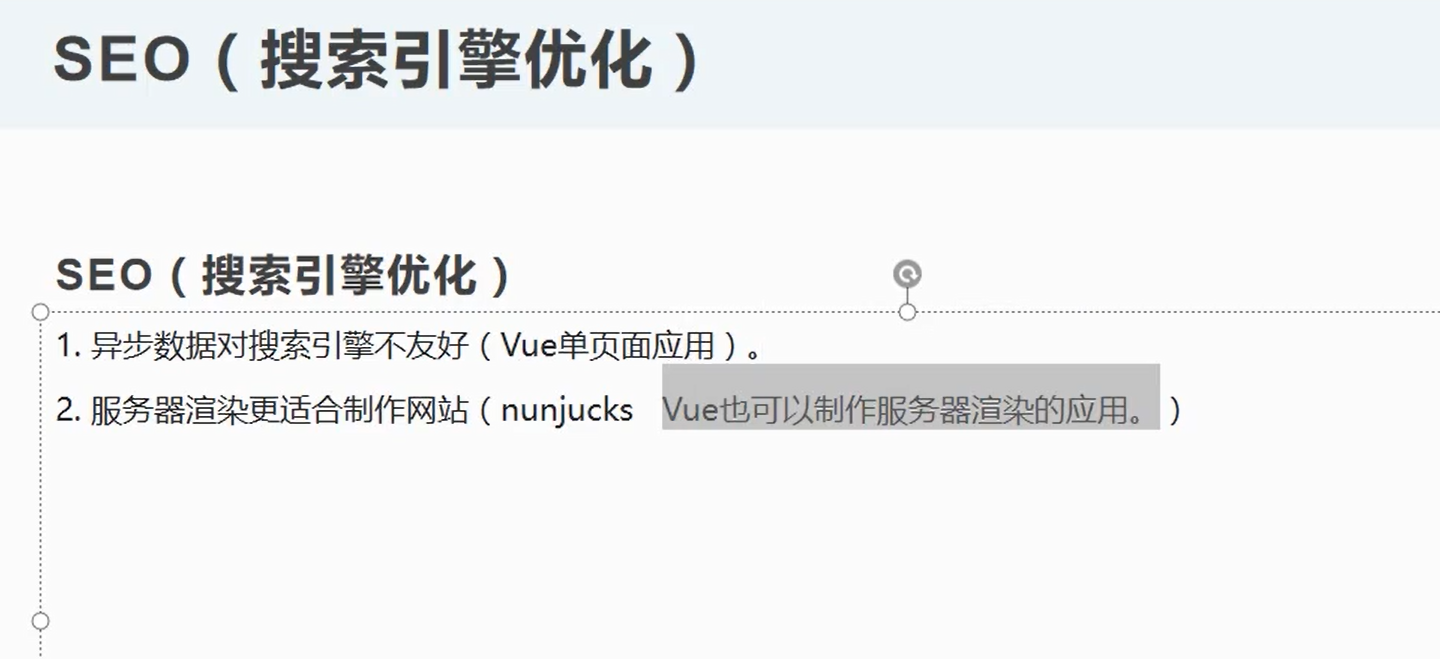 SEO（搜索引擎优化）
SEO（搜索引擎优化）
1. 异步数据对搜索引擎不友好（Vue单页面应用）。
2. 服务器渲染更适合制作网站（nunjucks   Vue也可以制作服务器渲染的应用。）